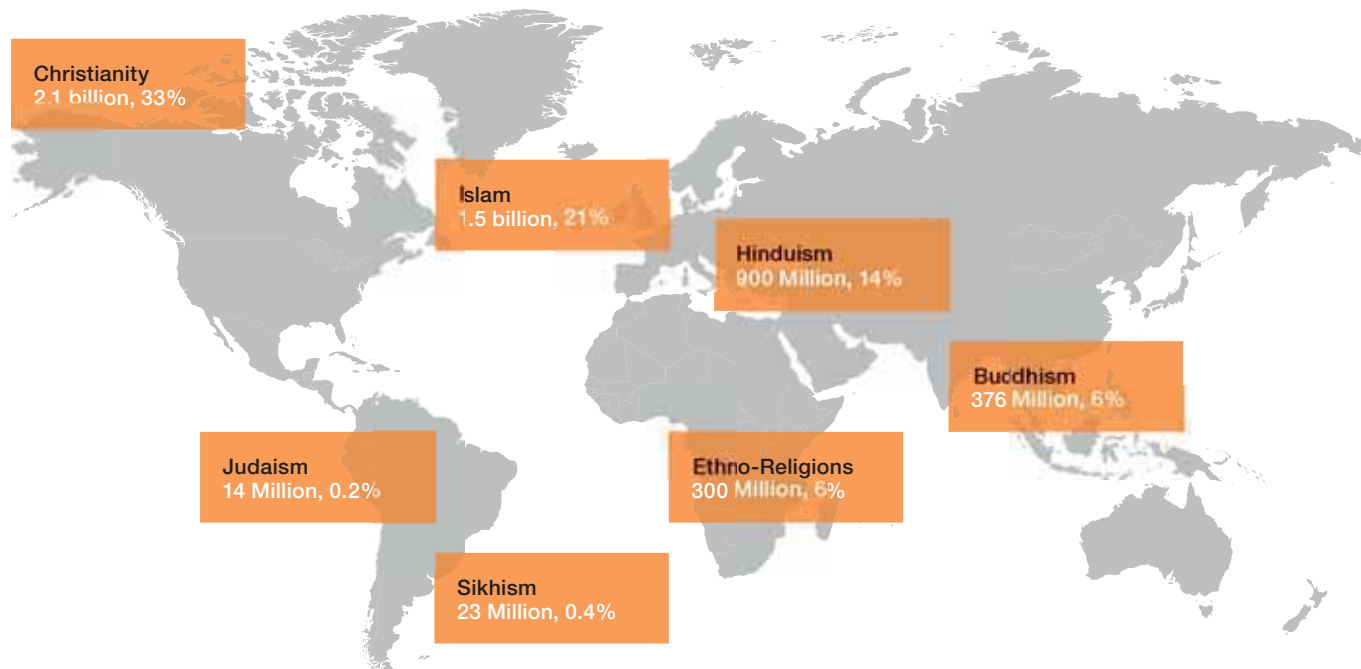 Christianity
2.1 billion, 33%
Islam
1.5 billion, 21%
Hinduism
900 Million, 14%
Buddhism
376 Million, 6%
Judaism
14 Million, 0.2%
Ethno-Religions
300 Million, 6%
Sikhism
23 Million, 0.4%